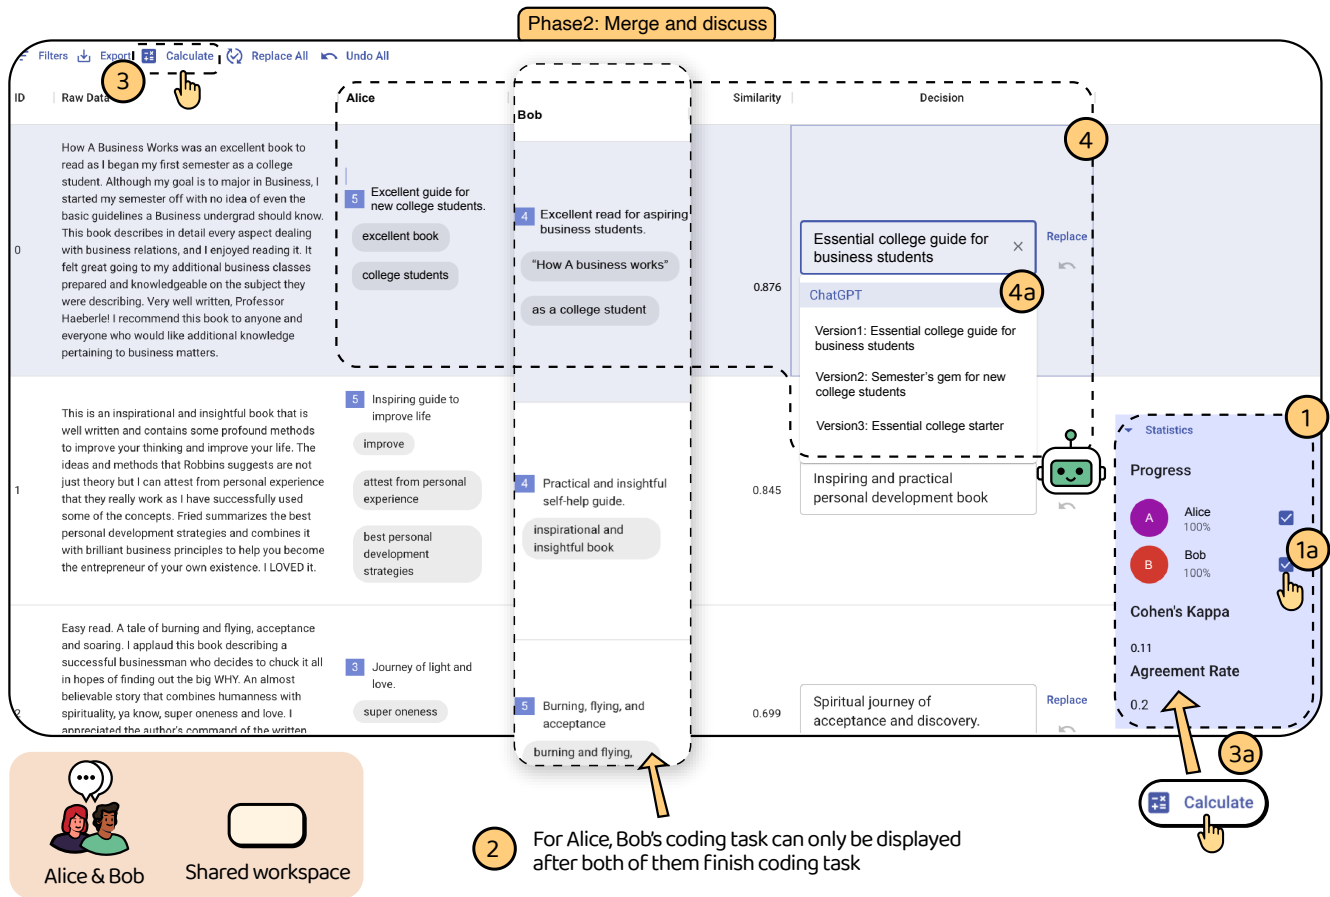 Phase2: Merge and discuss
Filters
Export
Calculate
Replace All
Undo All
3
ID
Raw Data
Alice
Bob
Similarity
Decision
4
0
How A Business Works was an excellent book to
read as I began my first semester as a college
student. Although my goal is to major in Business, I
started my semester off with no idea of even the
basic guidelines a Business undergrad should know.
This book describes in detail every aspect dealing
with business relations, and I enjoyed reading it. It
felt great going to my additional business classes
prepared and knowledgeable on the subject they
were describing. Very well written, Professor
Haeberle! I recommend this book to anyone and
everyone who would like additional knowledge
pertaining to business matters.
5
Excellent guide for
new college students.
excellent book
college students
4
Excellent read for aspiring
business students.
“How A business works”
as a college student
0.876
Essential college guide for
business students
Replace
4a
ChatGPT
Version1: Essential college guide for
business students
Version2: Semester’s gem for new
college students
Version3: Essential college starter
1
This is an inspirational and insightful book that is
well written and contains some profound methods
to improve your thinking and improve your life. The
ideas and methods that Robbins suggests are not
just theory but I can attest from personal experience
that they really work as I have successfully used
some of the concepts. Fried summarizes the best
personal development strategies and combines it
with brilliant business principles to help you become
the entrepreneur of your own existence. I LOVED it.
5
Inspiring guide to
improve life
improve
attest from personal
experience
best personal
development
strategies
4
Practical and insightful
self-help guide.
inspirational and
insightful book
0.845
Inspiring and practical
personal development book
2
Easy read. A tale of burning and flying, acceptance
and soaring. I applaud this book describing a
successful businessman who decides to chuck it all
in hopes of finding out the big WHY. An almost
believable story that combines humanness with
spirituality, ya know, super oneness and love. I
appreciated the author's command of the written
3
Journey of light and
love.
super oneness
5
Burning, flying, and
acceptance
burning and flying,
0.699
Spiritual journey of
acceptance and discovery.
Replace
1
Statistics
Progress
A
Alice
100%
B
Bob
100%
1a
Cohen's Kappa
0.11
Agreement Rate
0.2
3a
Calculate
Alice & Bob
Shared workspace
2
For Alice, Bob's coding task can only be displayed
after both of them finish coding task